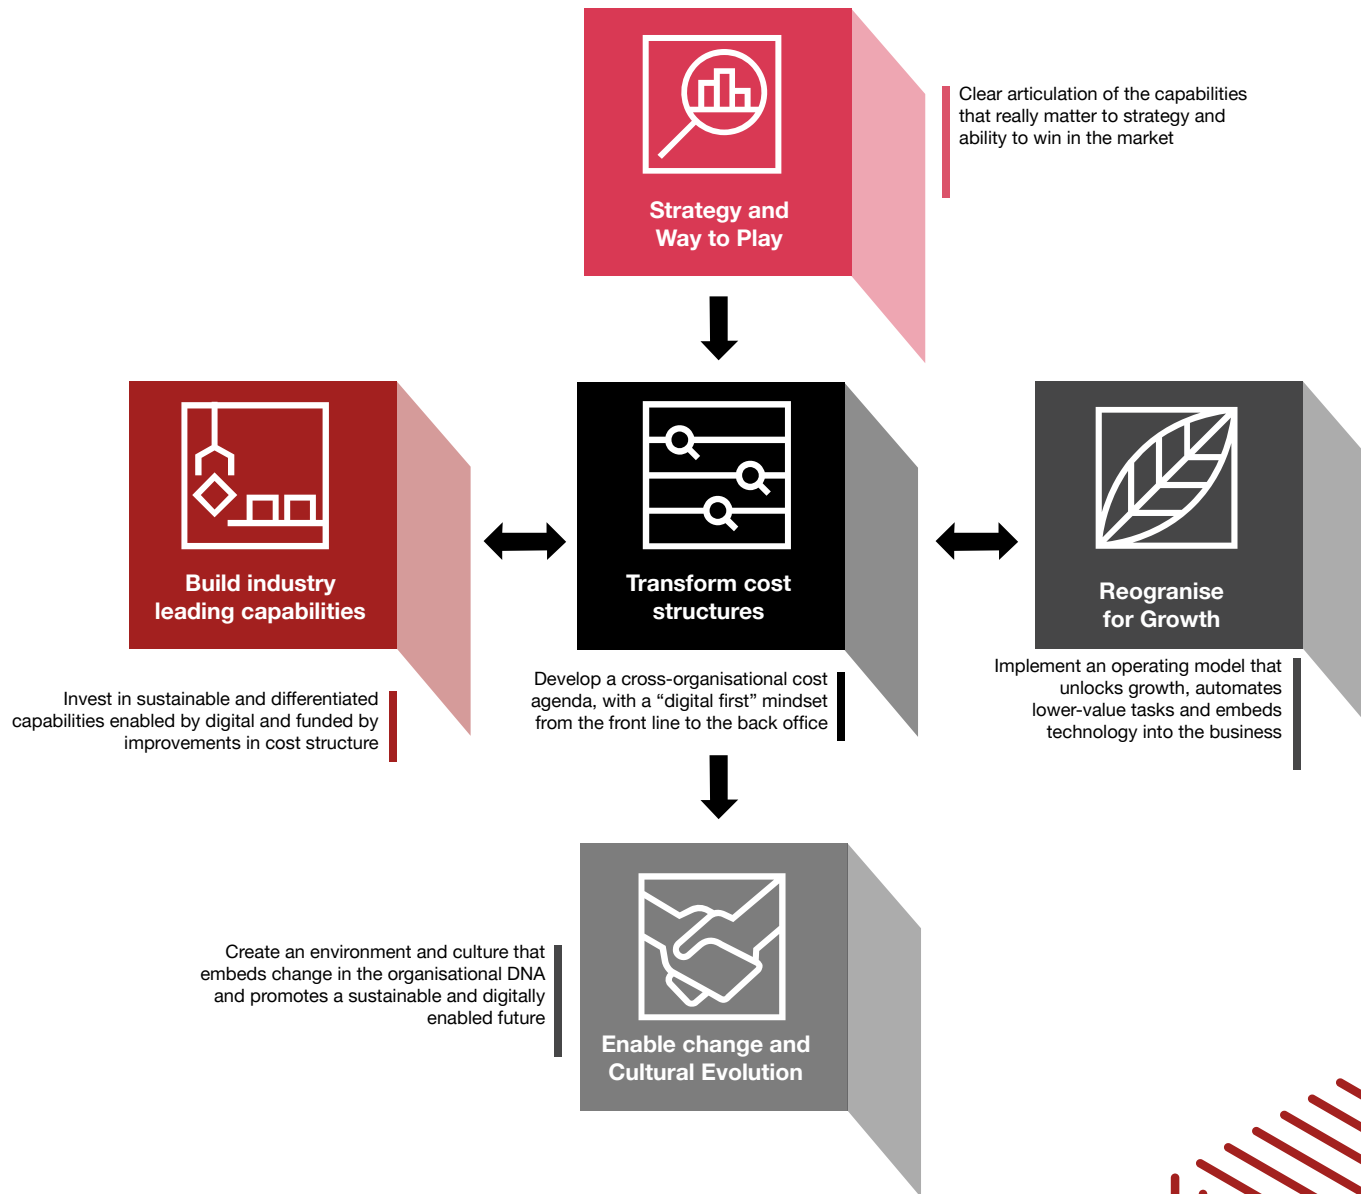 Strategy and
Way to Play
Clear articulation of the capabilities
that really matter to strategy and
ability to win in the market
Build industry
leading capabilities
Invest in sustainable and differentiated
capabilities enabled by digital and funded by
improvements in cost structure
Transform cost
structures
Develop a cross-organisational cost
agenda, with a “digital first” mindset
from the front line to the back office
Reogranise
for Growth
Implement an operating model that
unlocks growth, automates
lower-value tasks and embeds
technology into the business
Create an environment and culture that
embeds change in the organisational DNA
and promotes a sustainable and digitally
enabled future
Enable change and
Cultural Evolution